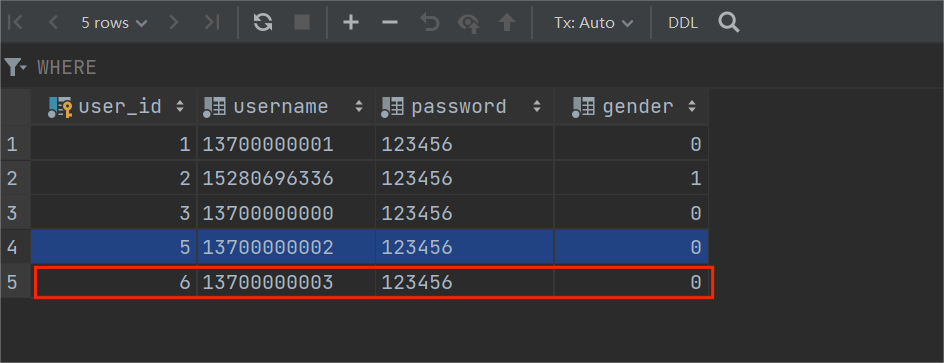 5 rows Tx: Auto DDL
WHERE
user_id username password gender
1 1 13700000001 123456 0
2 2 15280696336 123456 1
3 3 13700000000 123456 0
4 5 13700000002 123456 0
5 6 13700000003 123456 0